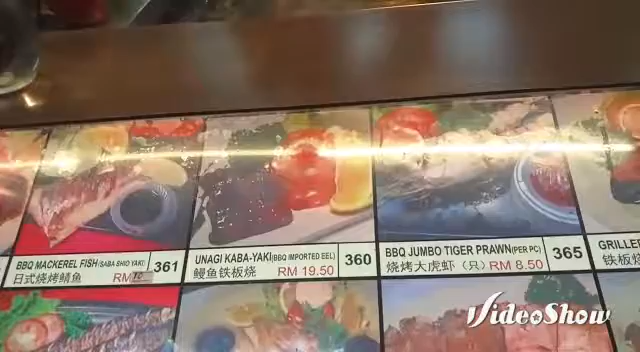 BBQ MACKEREL FISH (SABA SHIO YAKI) 361
日式烧烤鲭鱼 RM
UNAGI KABA-YAKI (BBQ IMPORTED EEL) 360
鳗鱼铁板烧 RM 19.50
BBQ JUMBO TIGER PRAWN (PER PC) 365
烧烤大虎虾 (只) RM 8.50
GRILLE
铁板烧
VideoShow